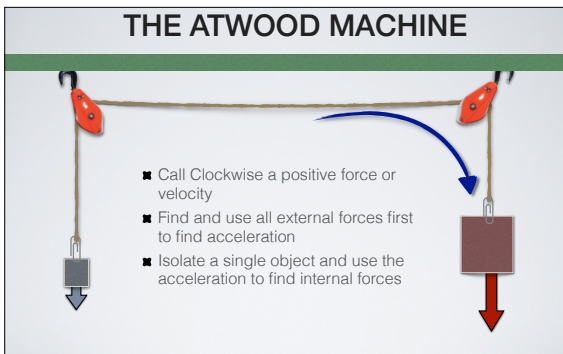 THE ATWOOD MACHINE
✖ Call Clockwise a positive force or
velocity
✖ Find and use all external forces first
to find acceleration
✖ Isolate a single object and use the
acceleration to find internal forces